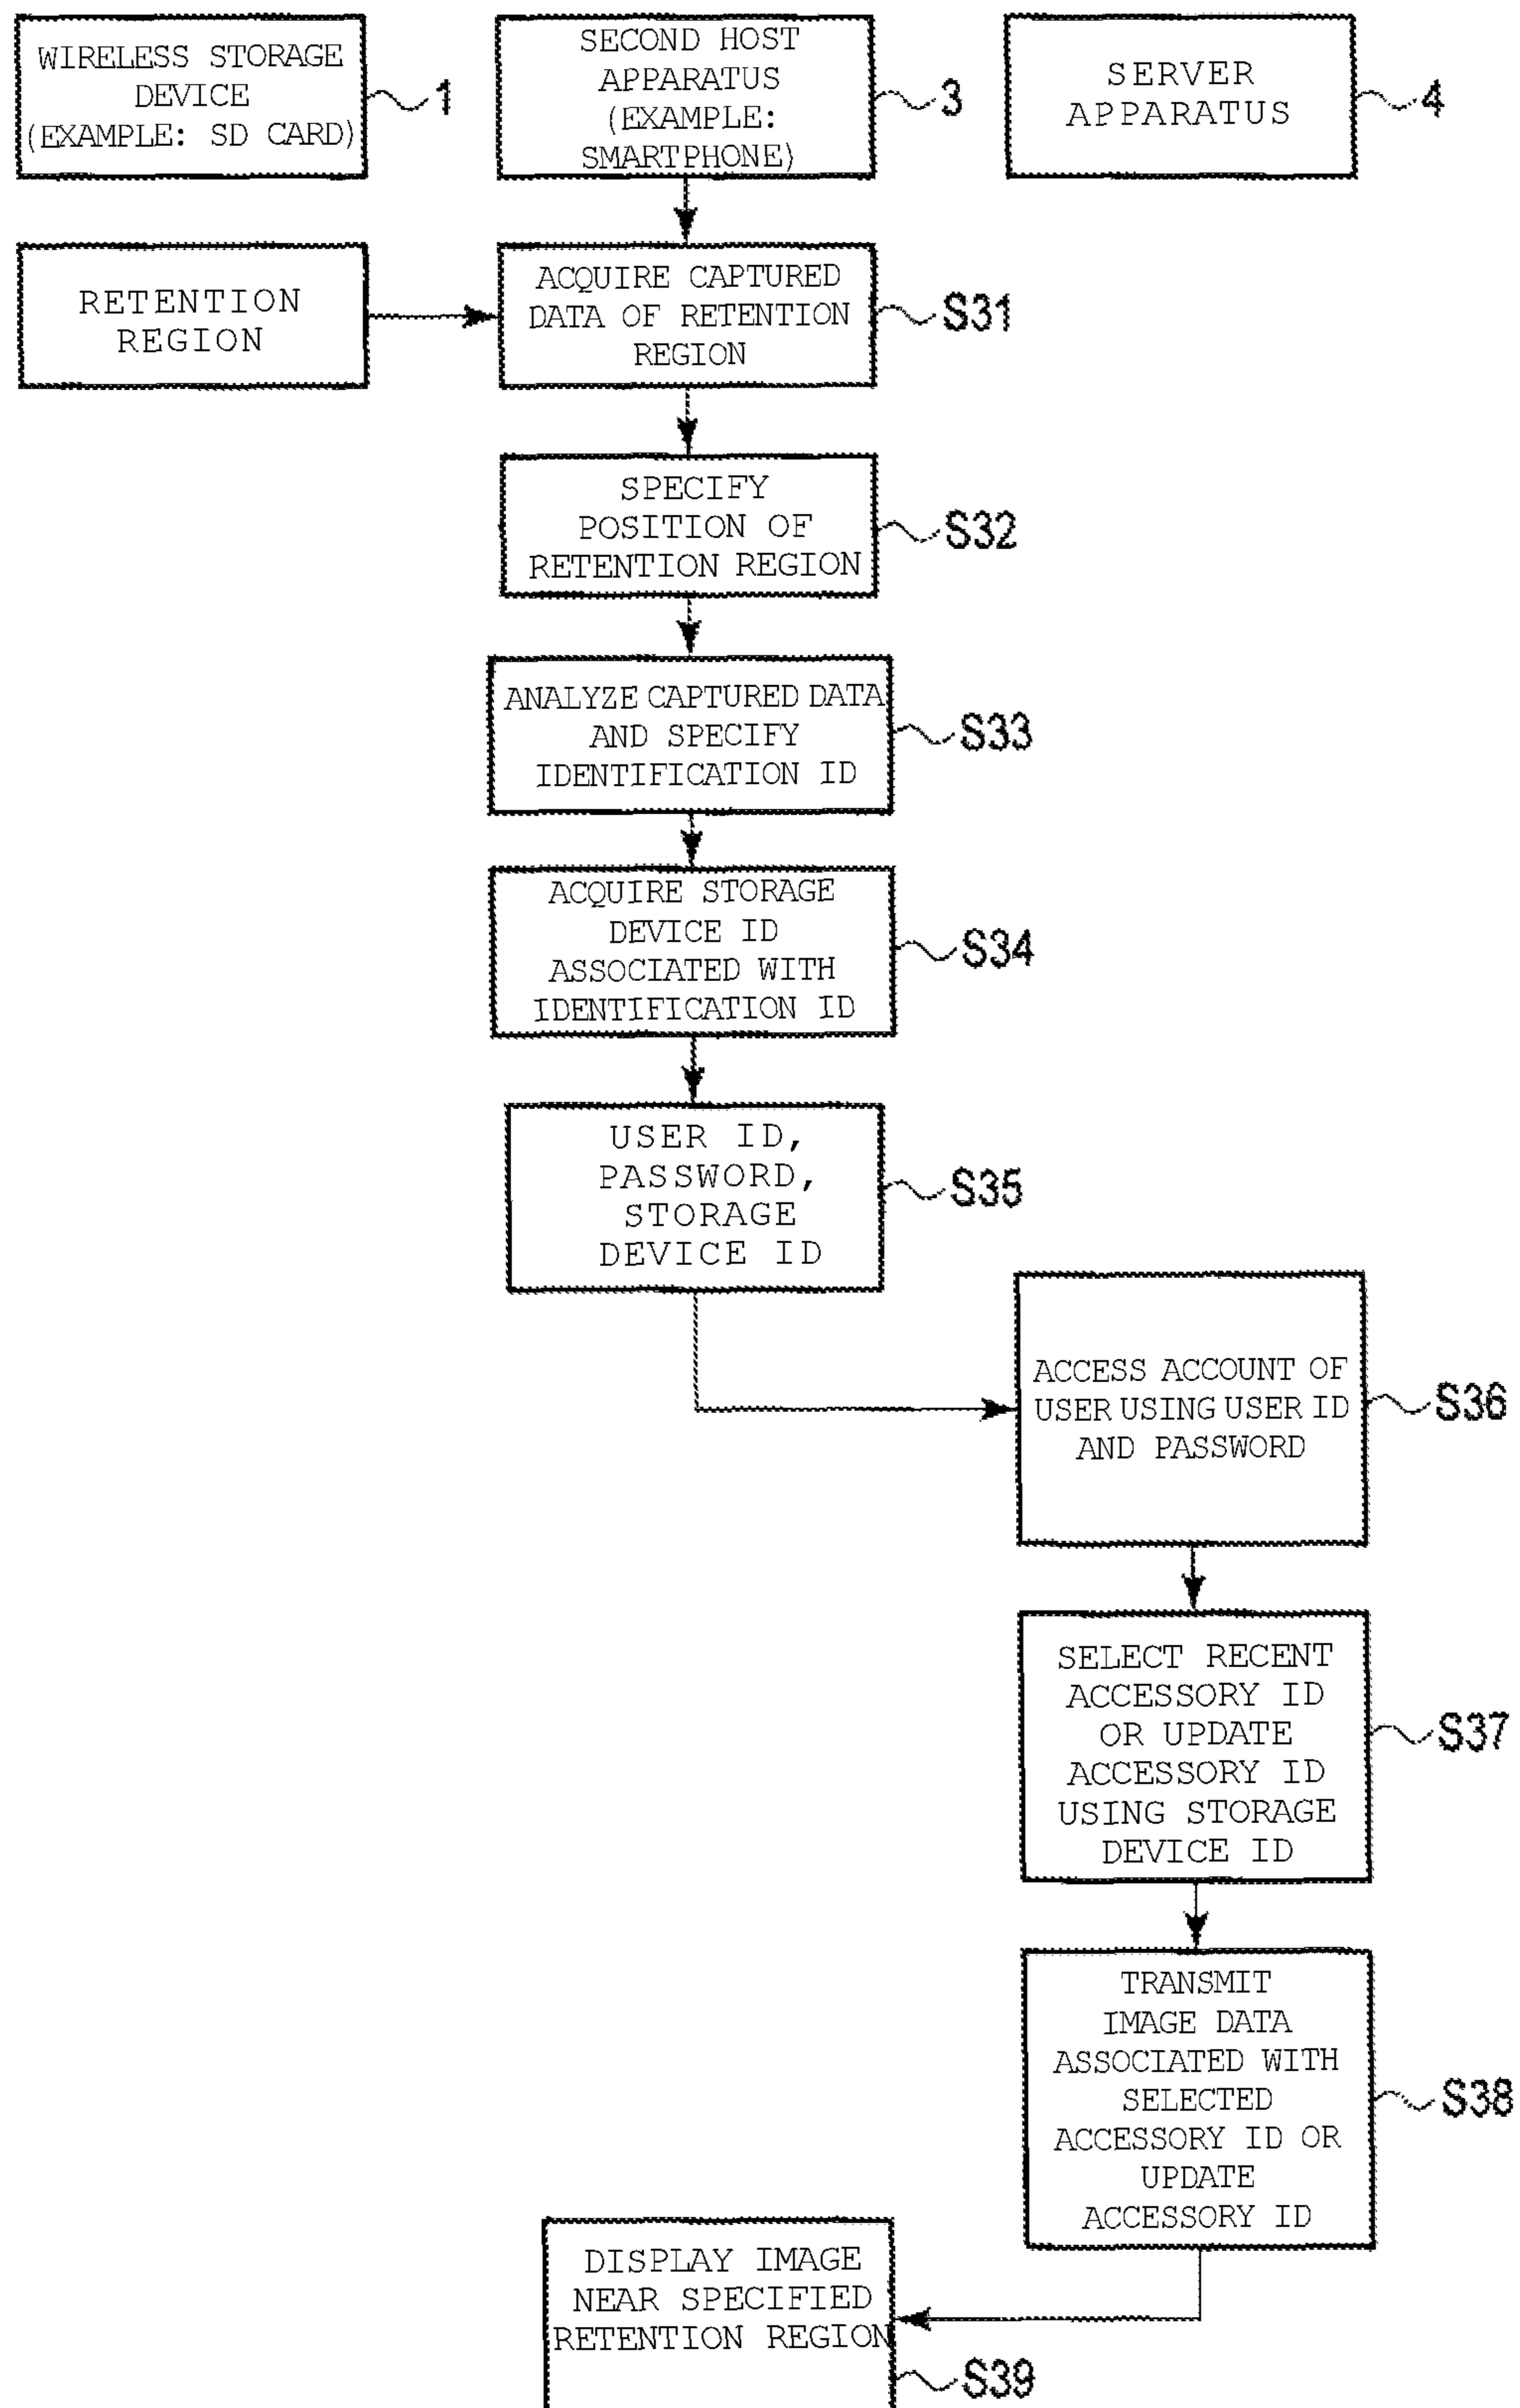 WIRELESS STORAGE
DEVICE
(EXAMPLE: SD CARD)
1
SECOND HOST
APPARATUS
(EXAMPLE:
SMARTPHONE)
3
SERVER
APPARATUS
4
RETENTION
REGION
ACQUIRE CAPTURED
DATA OF RETENTION
REGION
S31
SPECIFY
POSITION OF
RETENTION REGION
S32
ANALYZE CAPTURED DATA
AND SPECIFY
IDENTIFICATION ID
S33
ACQUIRE STORAGE
DEVICE ID
ASSOCIATED WITH
IDENTIFICATION ID
S34
USER ID,
PASSWORD,
STORAGE
DEVICE ID
S35
ACCESS ACCOUNT OF
USER USING USER ID
AND PASSWORD
S36
SELECT RECENT
ACCESSORY ID
OR UPDATE
ACCESSORY ID
USING STORAGE
DEVICE ID
S37
TRANSMIT
IMAGE DATA
ASSOCIATED WITH
SELECTED
ACCESSORY ID OR
UPDATE
ACCESSORY ID
S38
DISPLAY IMAGE
NEAR SPECIFIED
RETENTION REGION
S39